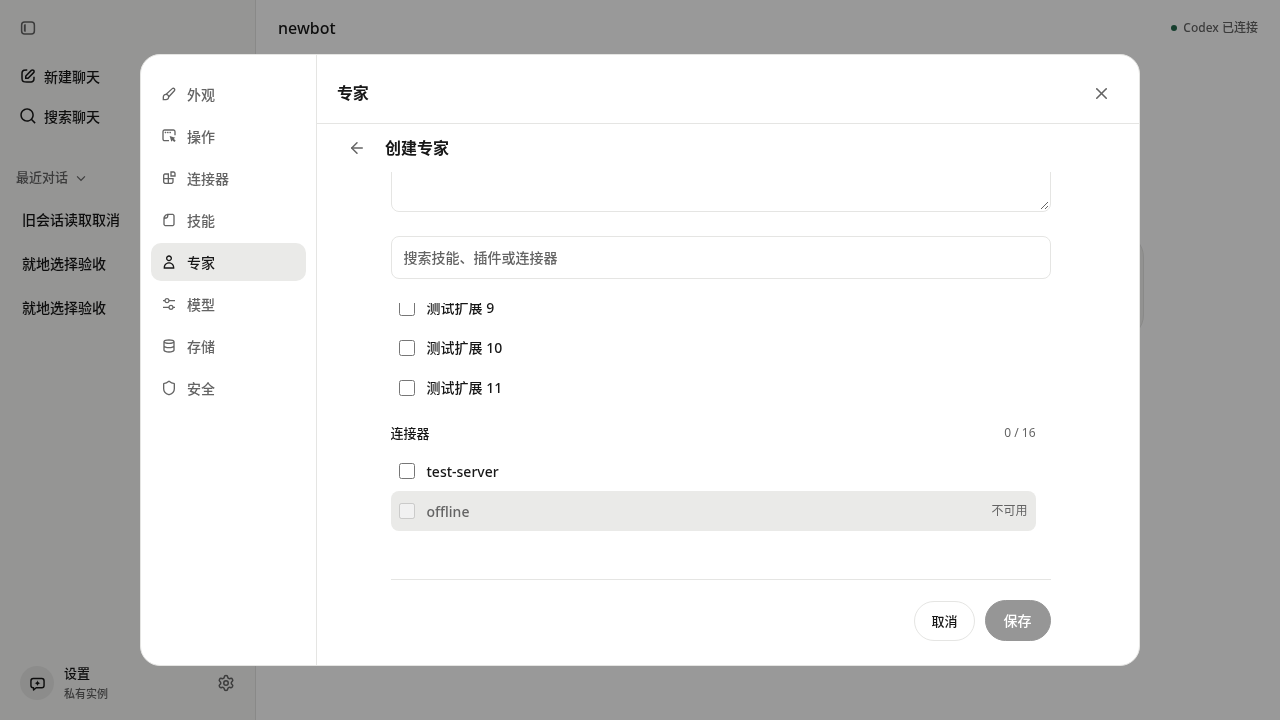 newbot
Codex 已连接
新建聊天
搜索聊天
最近对话
旧会话读取取消
就地选择验收
就地选择验收
设置
私有实例
外观
操作
连接器
技能
专家
模型
存储
安全
专家
创建专家
搜索技能、插件或连接器
测试扩展 9
测试扩展 10
测试扩展 11
连接器
0 / 16
test-server
offline
不可用
取消
保存